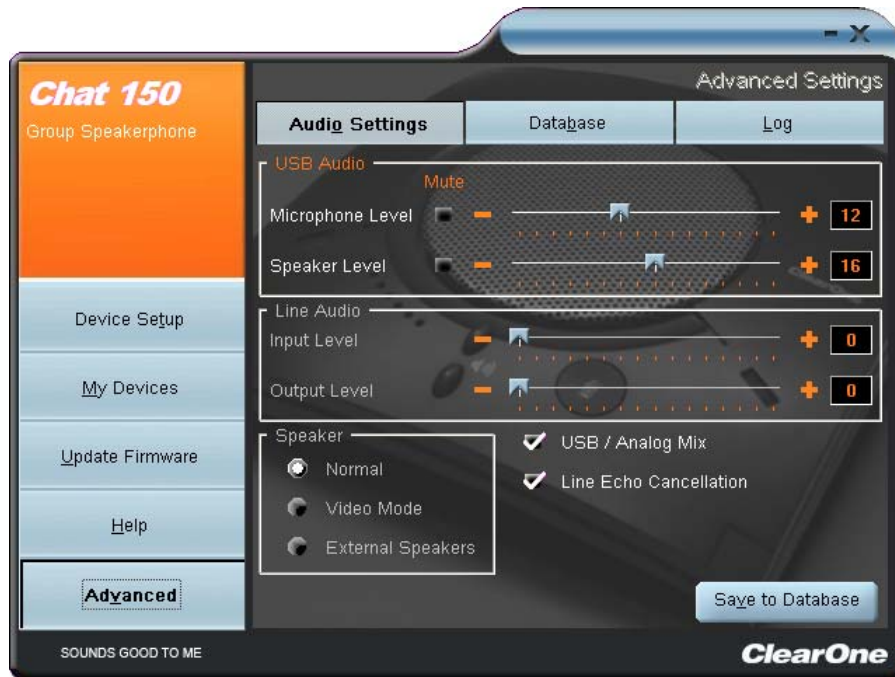 Advanced Settings
Chat 150
Group Speakerphone
Audio Settings
Database
Log
USB Audio
Mute
Microphone Level
12
Speaker Level
16
Line Audio
Input Level
0
Output Level
0
Speaker
Normal
Video Mode
External Speakers
USB / Analog Mix
Line Echo Cancellation
Device Setup
My Devices
Update Firmware
Help
Advanced
Save to Database
SOUNDS GOOD TO ME
ClearOne